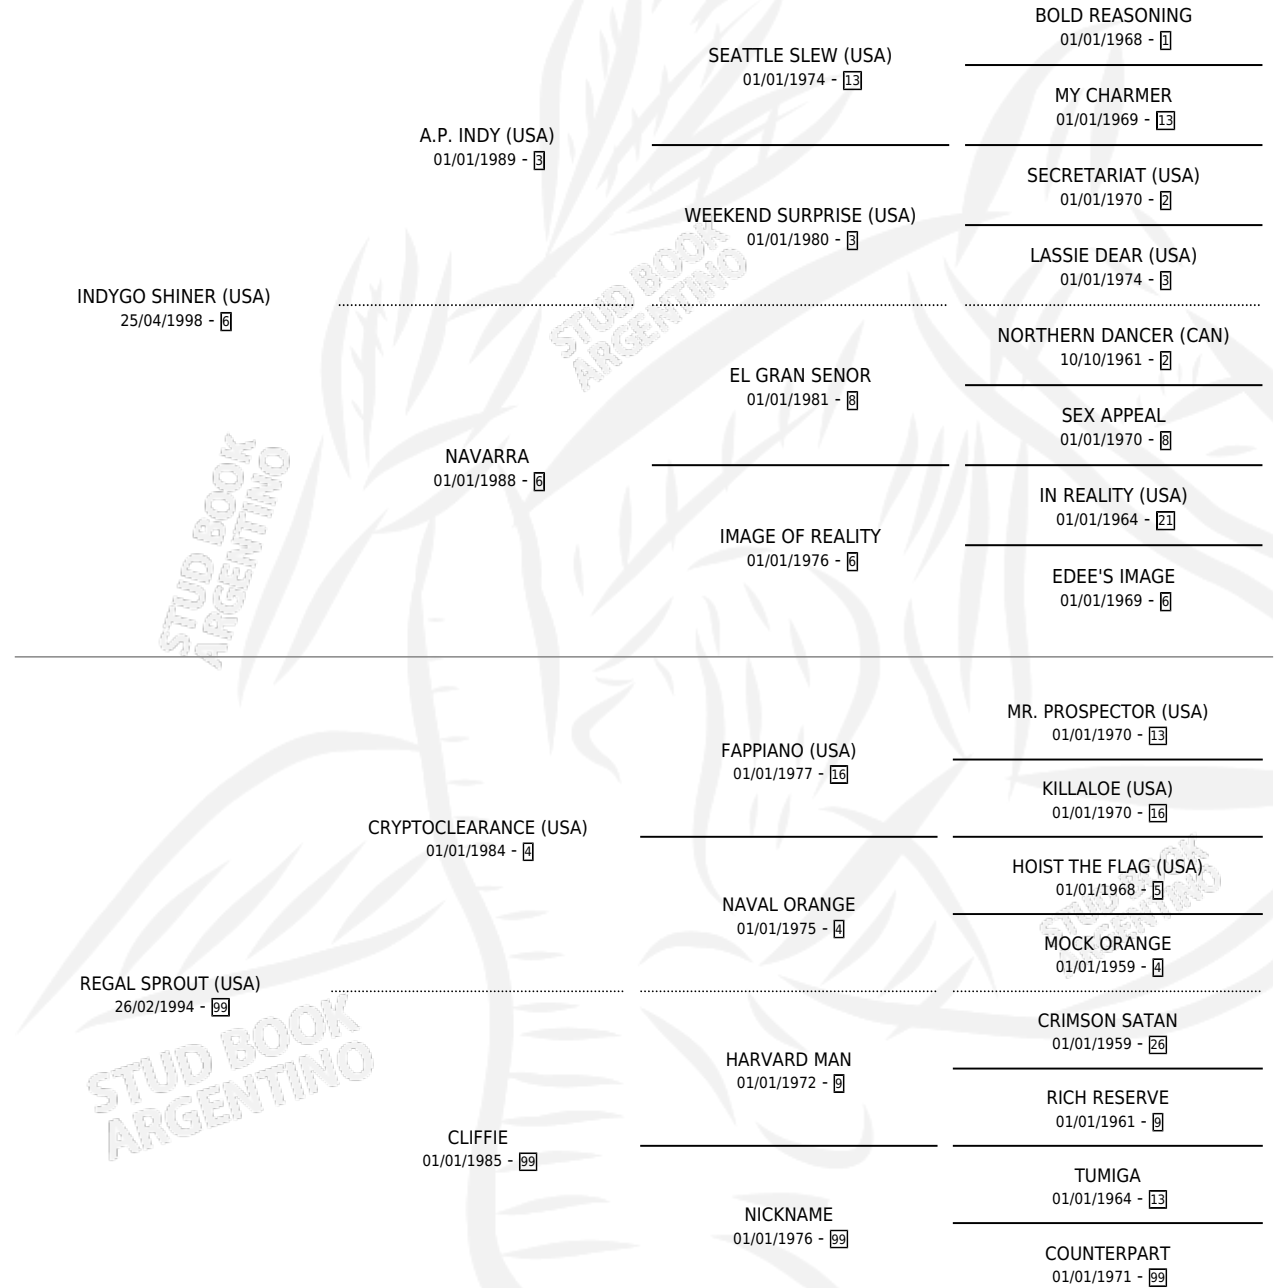 BOLD REASONING
01/01/1968 - 1
SEATTLE SLEW (USA)
01/01/1974 - 13
MY CHARMER
01/01/1969 - 13
A.P. INDY (USA)
01/01/1989 - 3
SECRETARIAT (USA)
01/01/1970 - 2
WEEKEND SURPRISE (USA)
01/01/1980 - 3
LASSIE DEAR (USA)
01/01/1974 - 3
INDYGO SHINER (USA)
25/04/1998 - 6
NORTHERN DANCER (CAN)
10/10/1961 - 2
EL GRAN SENOR
01/01/1981 - 8
SEX APPEAL
01/01/1970 - 8
NAVARRA
01/01/1988 - 6
IN REALITY (USA)
01/01/1964 - 21
IMAGE OF REALITY
01/01/1976 - 6
EDEE'S IMAGE
01/01/1969 - 6
STUD BOOK
ARGENTINO
STUD BOOK
ARGENTINO
MR. PROSPECTOR (USA)
01/01/1970 - 13
FAPPIANO (USA)
01/01/1977 - 16
KILLALOE (USA)
01/01/1970 - 16
CRYPTOCLEARANCE (USA)
01/01/1984 - 4
HOIST THE FLAG (USA)
01/01/1968 - 5
NAVAL ORANGE
01/01/1975 - 4
MOCK ORANGE
01/01/1959 - 4
REGAL SPROUT (USA)
26/02/1994 - 99
CRIMSON SATAN
01/01/1959 - 26
HARVARD MAN
01/01/1972 - 9
RICH RESERVE
01/01/1961 - 9
CLIFFIE
01/01/1985 - 99
TUMIGA
01/01/1964 - 13
NICKNAME
01/01/1976 - 99
COUNTERPART
01/01/1971 - 99
STUD BOOK
ARGENTINO
STUD BOOK
ARGENTINO